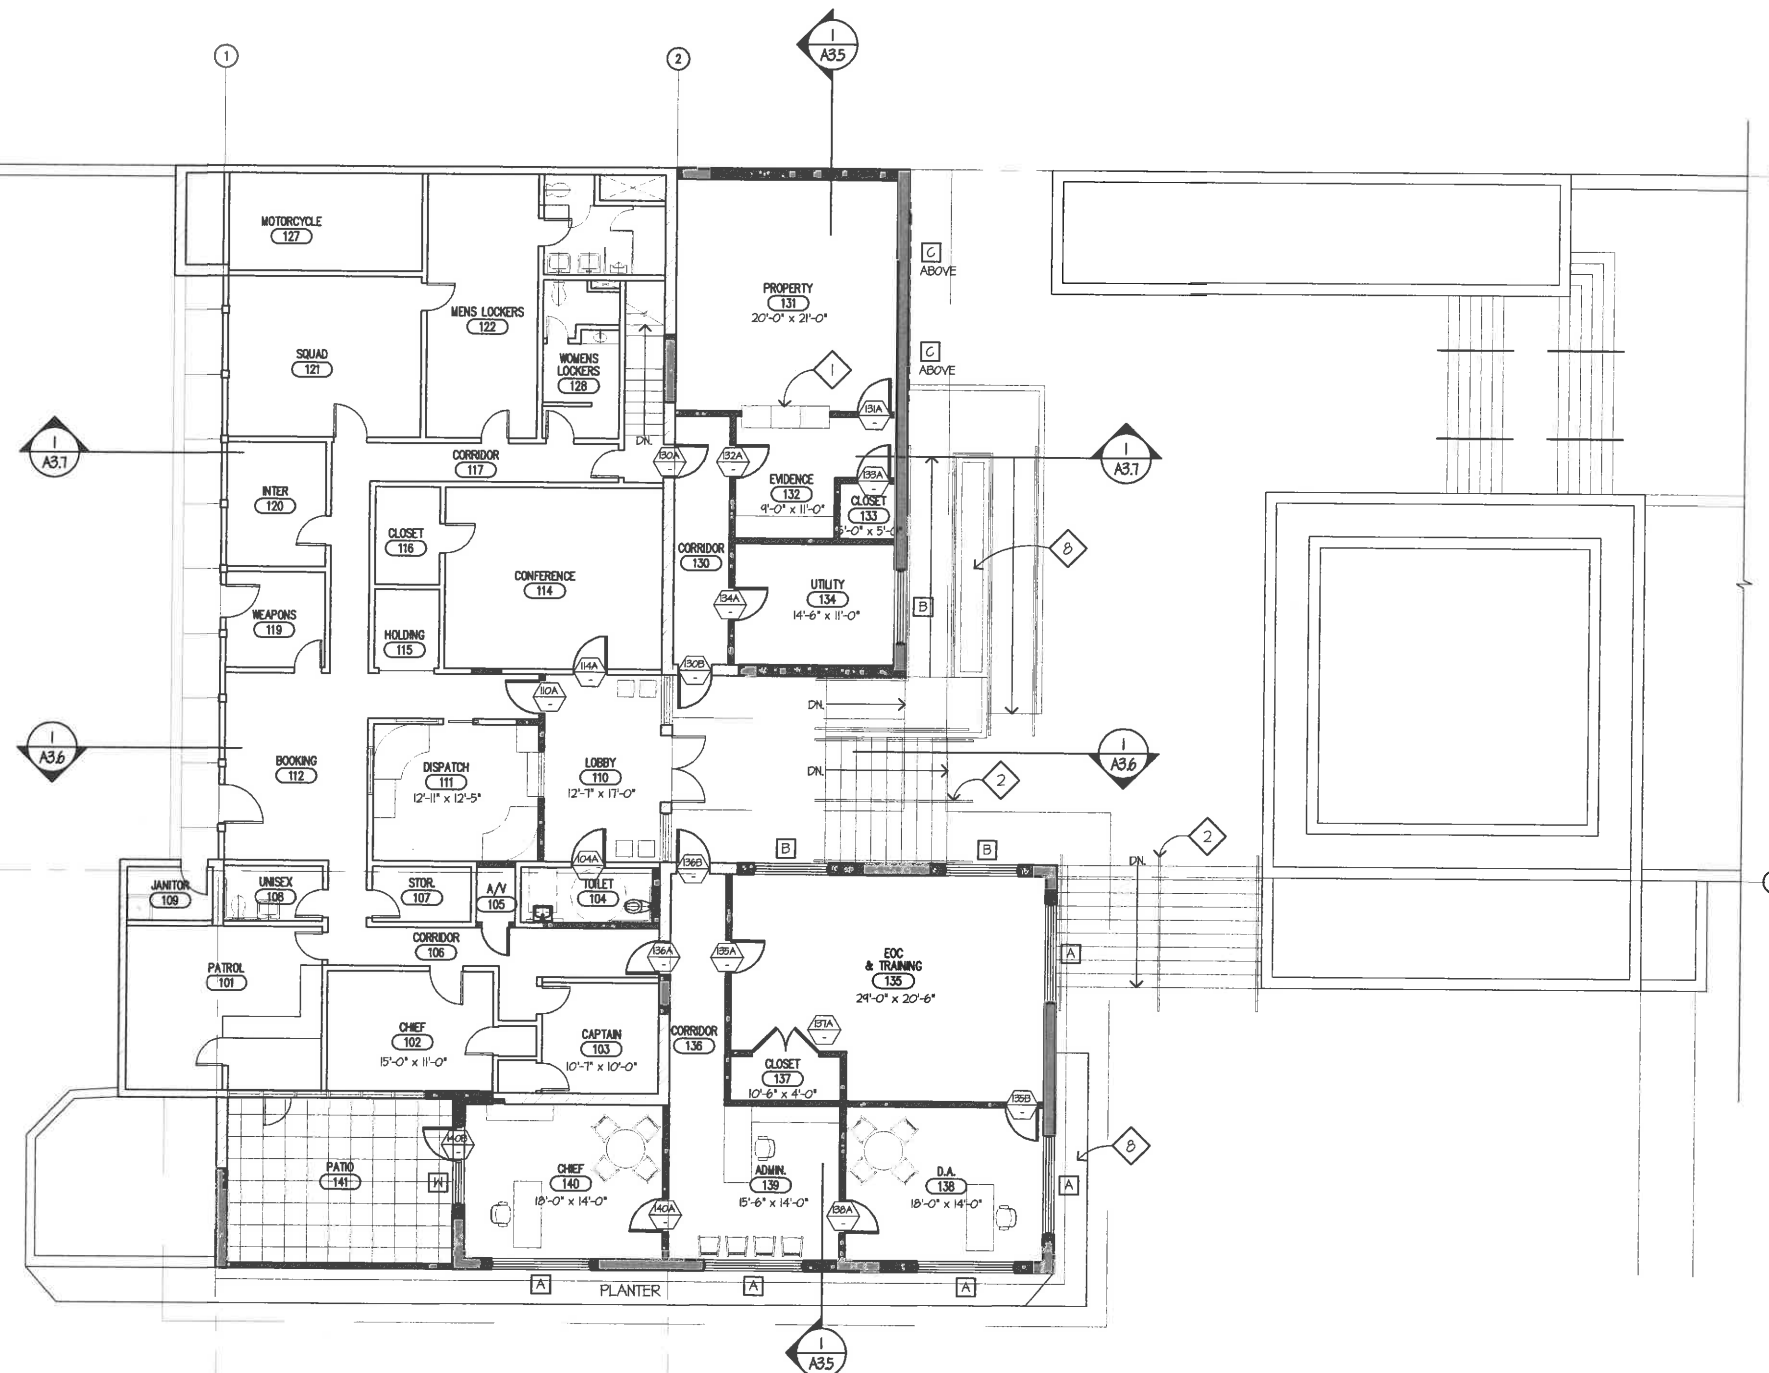 1
2
1
A3.5
MOTORCYCLE
127
C
ABOVE
PROPERTY
131
20'-0" x 21'-0"
MENS LOCKERS
122
SQUAD
121
WOMENS
LOCKERS
128
C
ABOVE
1
131A
-
DN.
1
A3.7
CORRIDOR
117
130A
-
132A
-
1
A3.7
INTER
120
EVIDENCE
132
9'-0" x 11'-0"
133A
-
CLOSET
133
5'-0" x 5'-0"
CLOSET
116
CORRIDOR
130
8
CONFERENCE
114
UTILITY
134
14'-6" x 11'-0"
134A
-
B
WEAPONS
119
HOLDING
115
114A
-
130B
-
110A
-
DN.
1
A3.6
BOOKING
112
DISPATCH
111
12'-11" x 12'-5"
LOBBY
110
12'-7" x 17'-0"
DN.
2
1
A3.6
2
B
B
104A
-
136B
-
DN.
JANITOR
109
UNISEX
108
STOR.
107
A/V
105
TOILET
104
CORRIDOR
106
136A
-
135A
-
EOC
& TRAINING
135
29'-0" x 20'-6"
A
PATROL
101
CHIEF
102
15'-0" x 11'-0"
CAPTAIN
103
10'-7" x 10'-0"
CORRIDOR
136
137A
-
CLOSET
137
10'-6" x 4'-0"
135B
-
140B
-
8
PATIO
141
M
CHIEF
140
18'-0" x 14'-0"
ADMIN.
139
15'-6" x 14'-0"
D.A.
138
18'-0" x 14'-0"
A
140A
-
138A
-
A
PLANTER
A
A
1
A3.5